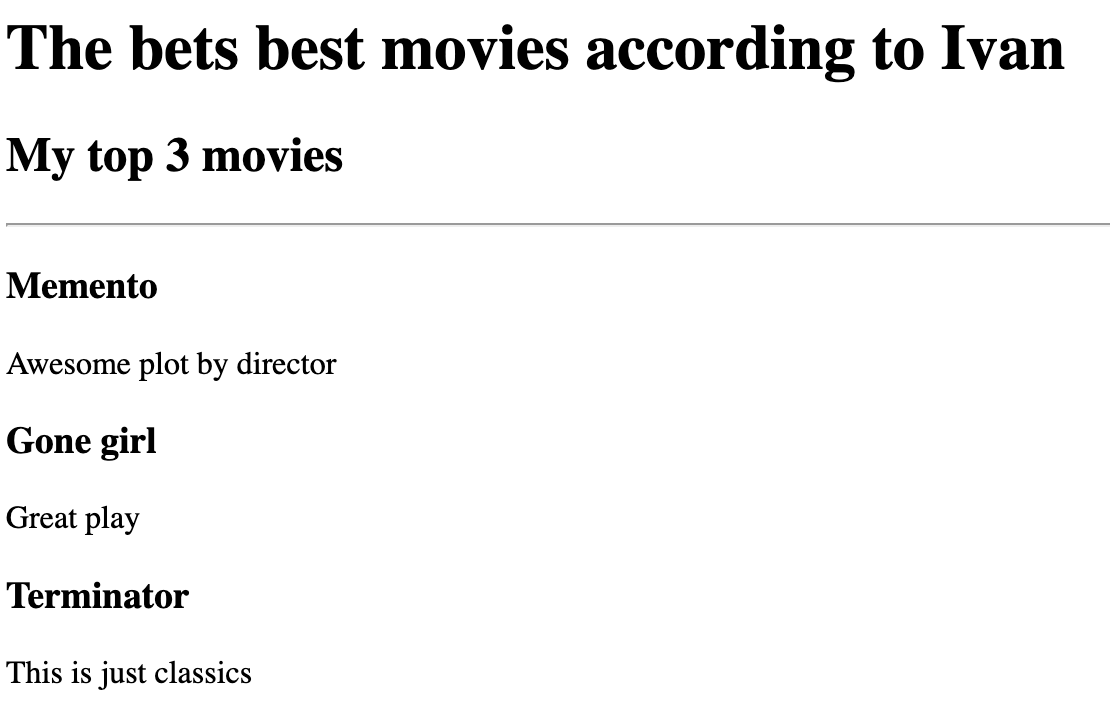 The bets best movies according to Ivan
My top 3 movies
Memento
Awesome plot by director
Gone girl
Great play
Terminator
This is just classics